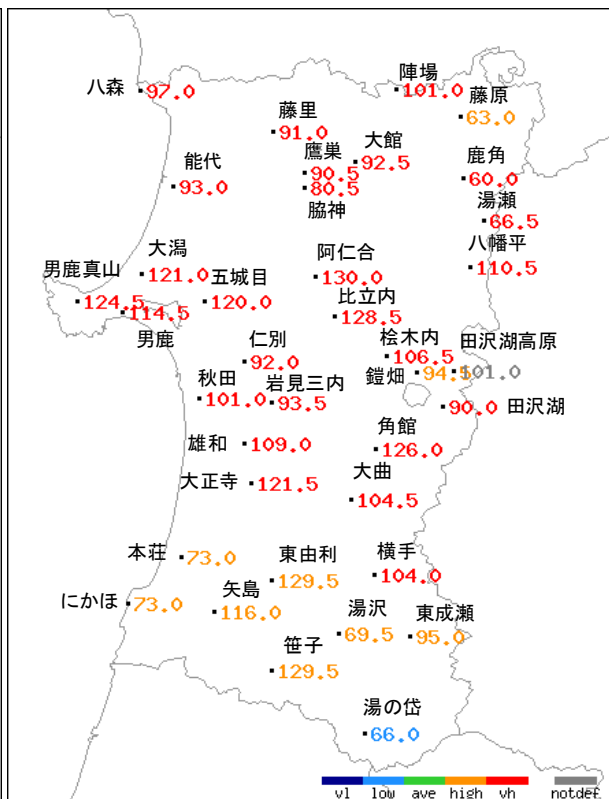 陣場
八森
97.0
101.0
藤原
63.0
藤里
91.0
鷹巣
90.5
80.5
脇神
大館
92.5
鹿角
60.0
能代
93.0
湯瀬
66.5
八幡平
110.5
大潟
121.0
男鹿真山
124.5
114.5
男鹿
五城目
120.0
阿仁合
130.0
比立内
128.5
仁別
92.0
桧木内
106.5
田沢湖高原
101.0
鎧畑
94.5
秋田
101.0
岩見三内
93.5
90.0
田沢湖
雄和
109.0
角館
126.0
大正寺
121.5
大曲
104.5
本荘
73.0
東由利
129.5
横手
104.0
にかほ
73.0
矢島
116.0
湯沢
69.5
東成瀬
95.0
笹子
129.5
湯の岱
66.0
vl low ave high vh notdef